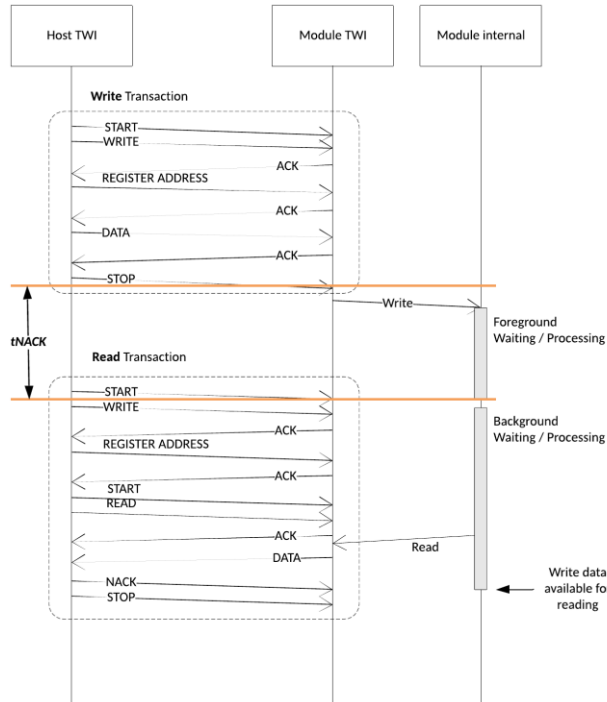 Host TWI
Module TWI
Module internal
Write Transaction
START
WRITE
ACK
REGISTER ADDRESS
ACK
DATA
ACK
STOP
Write
Foreground
Waiting / Processing
tNACK
Read Transaction
START
WRITE
ACK
REGISTER ADDRESS
Background
Waiting / Processing
ACK
START
READ
ACK
Read
DATA
NACK
STOP
Write data
available fo
reading